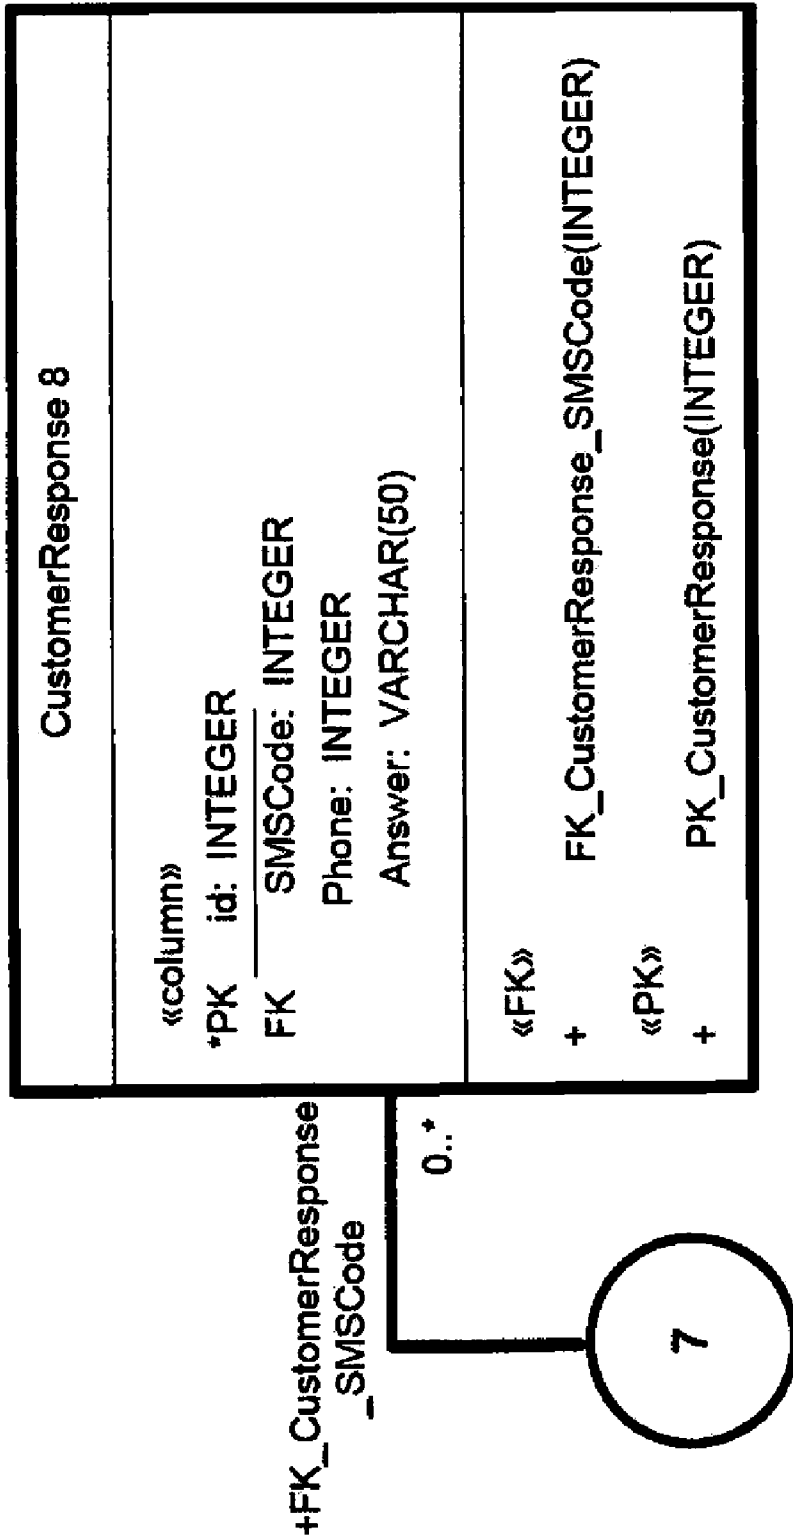 CustomerResponse 8
«column»
*PK id: INTEGER
FK SMSCode: INTEGER
Phone: INTEGER
Answer: VARCHAR(50)
«FK»
+ FK_CustomerResponse_SMSCode(INTEGER)
«PK»
+ PK_CustomerResponse(INTEGER)
+FK_CustomerResponse
_SMSCode
0..*
7